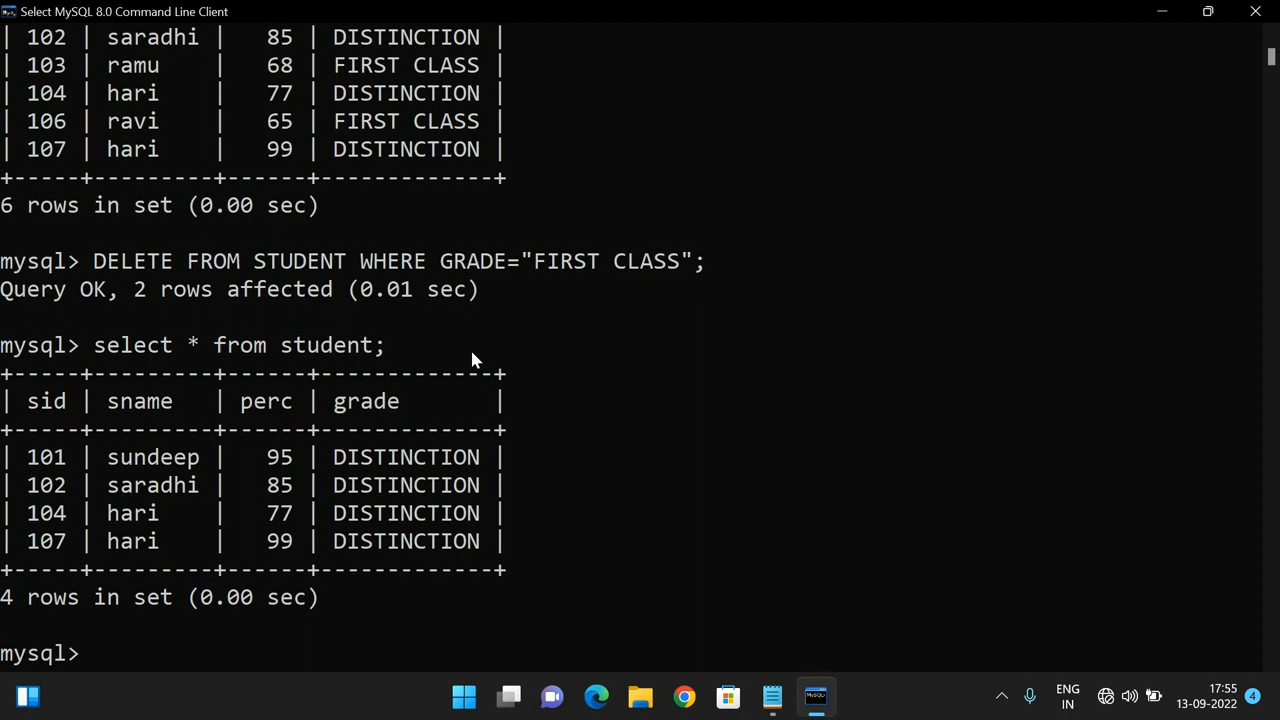 Select MySQL 8.0 Command Line Client
| 102 | saradhi |   85 | DISTINCTION |
| 103 | ramu    |   68 | FIRST CLASS |
| 104 | hari    |   77 | DISTINCTION |
| 106 | ravi    |   65 | FIRST CLASS |
| 107 | hari    |   99 | DISTINCTION |
+-----+---------+------+-------------+
6 rows in set (0.00 sec)
mysql> DELETE FROM STUDENT WHERE GRADE="FIRST CLASS";
Query OK, 2 rows affected (0.01 sec)
mysql> select * from student;
+-----+---------+------+-------------+
| sid | sname   | perc | grade       |
+-----+---------+------+-------------+
| 101 | sundeep |   95 | DISTINCTION |
| 102 | saradhi |   85 | DISTINCTION |
| 104 | hari    |   77 | DISTINCTION |
| 107 | hari    |   99 | DISTINCTION |
+-----+---------+------+-------------+
4 rows in set (0.00 sec)
mysql>
ENG
IN
17:55
13-09-2022
4